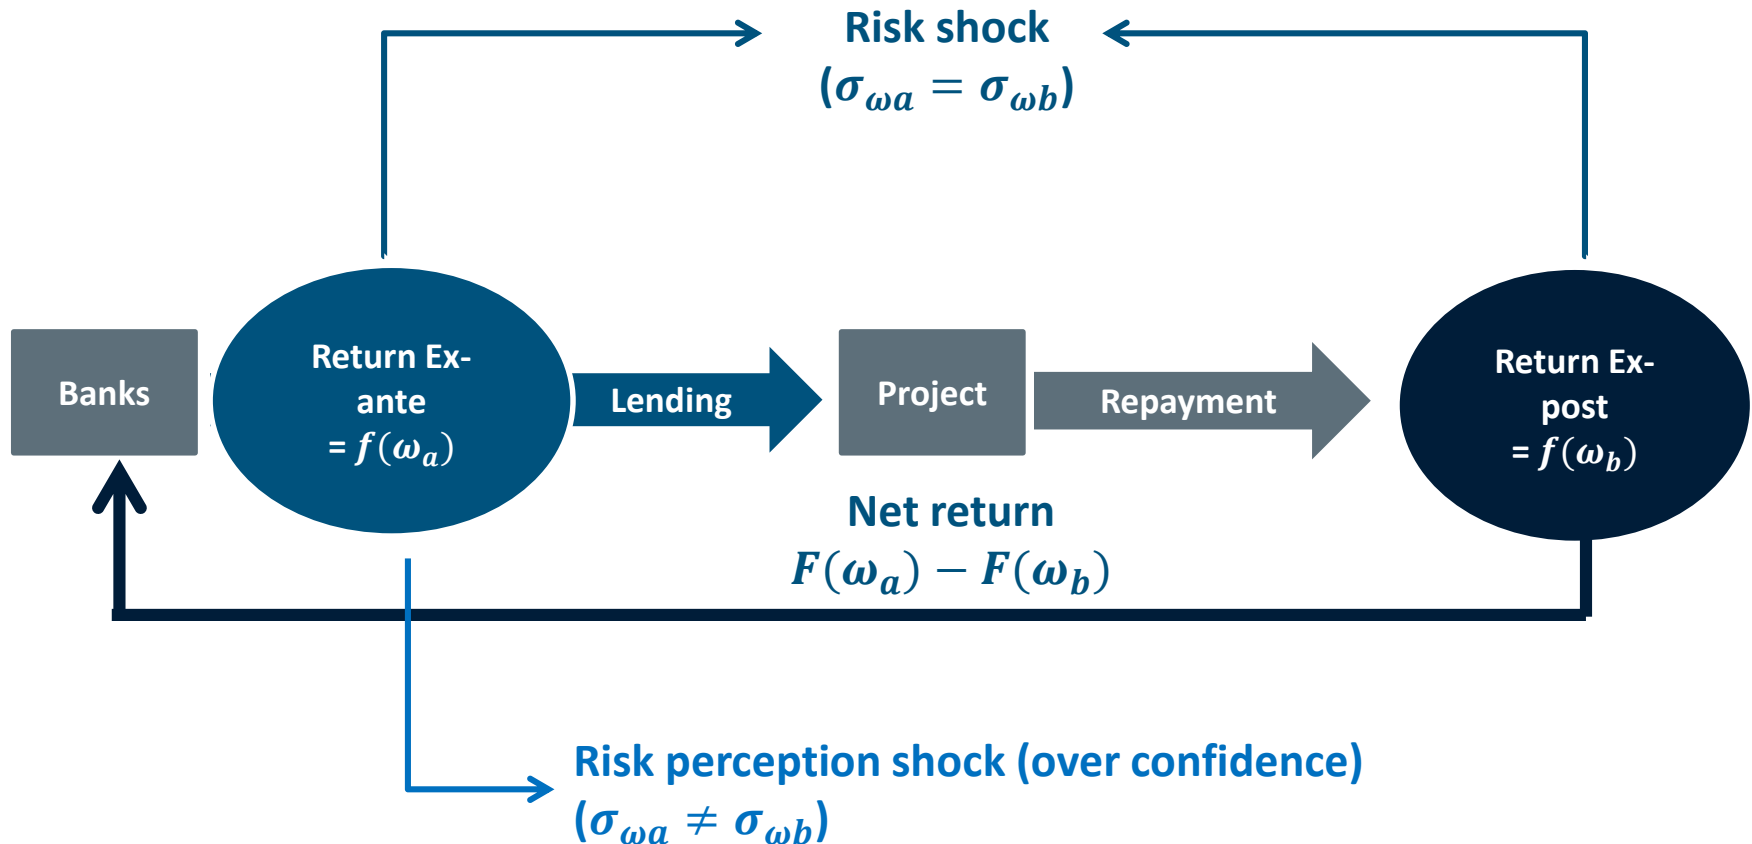 Risk shock
(𝝈𝝎𝒂 = 𝝈𝝎𝒃)
Banks
Return Ex-
ante
= 𝒇(𝝎𝒂)
Lending
Project
Repayment
Return Ex-
post
= 𝒇(𝝎𝒃)
Net return
𝑭(𝝎𝒂) − 𝑭(𝝎𝒃)
Risk perception shock (over confidence)
(𝝈𝝎𝒂 ≠ 𝝈𝝎𝒃)